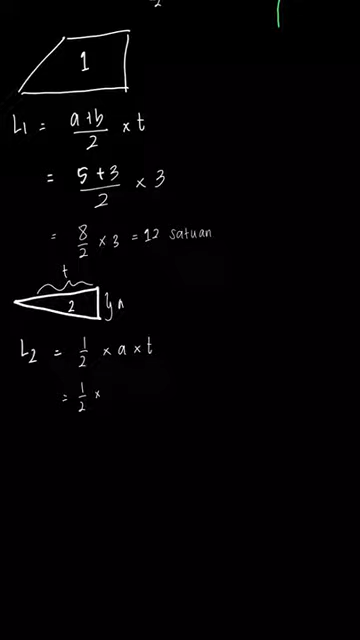 1
L1 = a+b/2 × t
= 5+3/2 × 3
= 8/2 × 3 = 12 satuan
t
2
L2 = 1/2 × a × t
= 1/2 ×